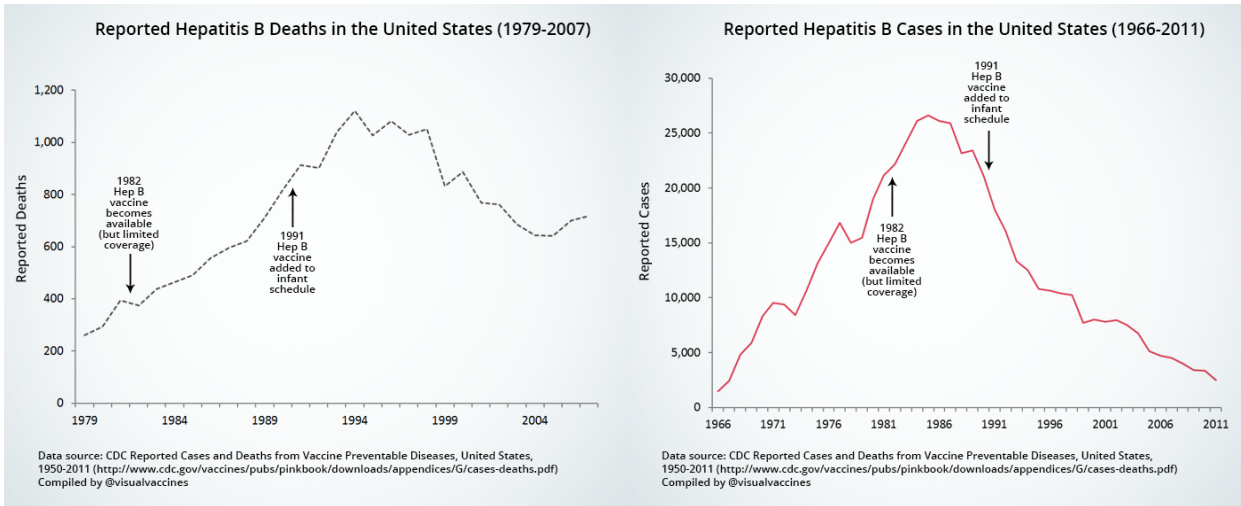 Reported Hepatitis B Deaths in the United States (1979-2007)
Reported Deaths
1,200
1,000
800
600
400
200
0
1982
Hep B
vaccine
becomes
available
(but limited
coverage)
1991
Hep B
vaccine
added to
infant
schedule
1979
1984
1989
1994
1999
2004
Data source: CDC Reported Cases and Deaths from Vaccine Preventable Diseases, United States,
1950-2011 (http://www.cdc.gov/vaccines/pubs/pinkbook/downloads/appendices/G/cases-deaths.pdf)
Compiled by @visualvaccines
Reported Hepatitis B Cases in the United States (1966-2011)
Reported Cases
30,000
25,000
20,000
15,000
10,000
5,000
0
1991
Hep B
vaccine
added to
infant
schedule
1982
Hep B
vaccine
becomes
available
(but limited
coverage)
1966
1971
1976
1981
1986
1991
1996
2001
2006
2011
Data source: CDC Reported Cases and Deaths from Vaccine Preventable Diseases, United States,
1950-2011 (http://www.cdc.gov/vaccines/pubs/pinkbook/downloads/appendices/G/cases-deaths.pdf)
Compiled by @visualvaccines